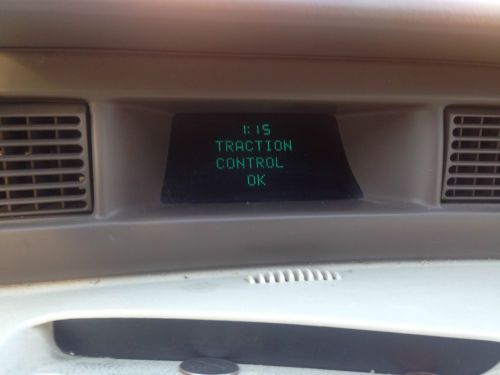 1:15
TRACTION
CONTROL
OK